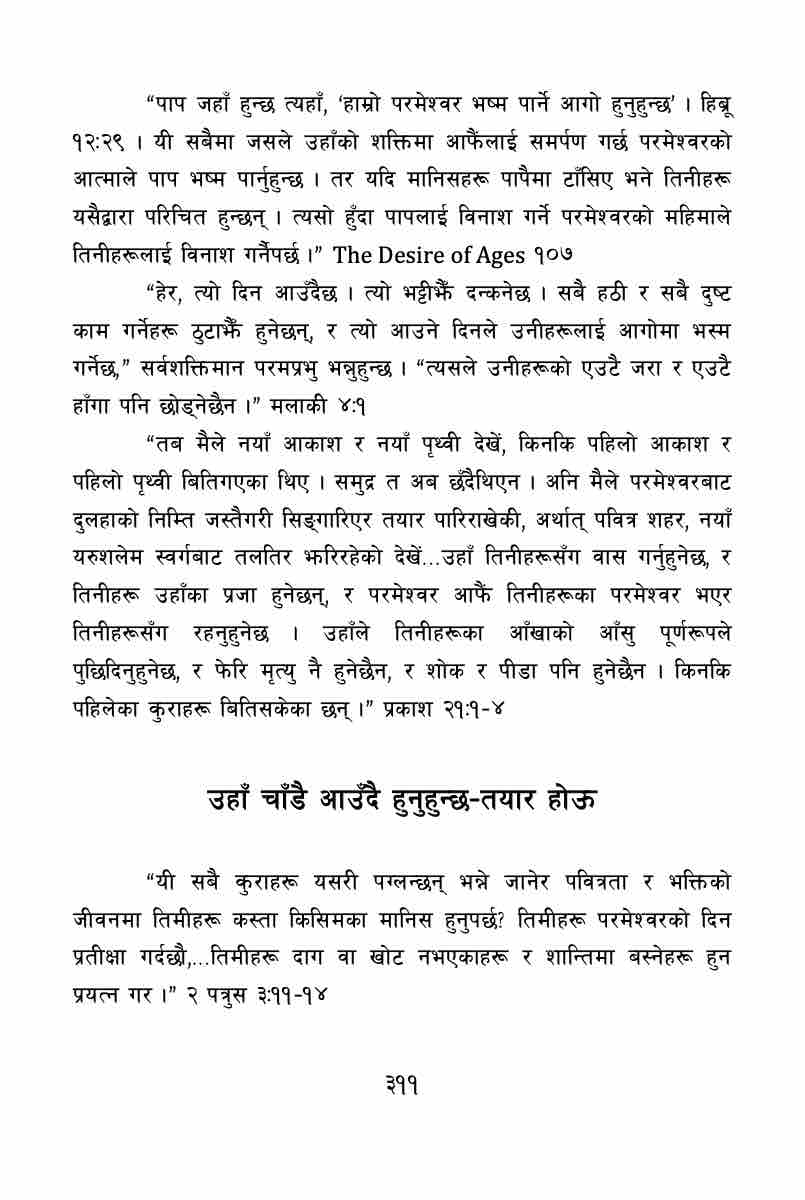 “पाप जहाँ हुन्छ त्यहाँ, ‘हाम्रो परमेश्वर भष्म पार्ने आगो हुनुहुन्छ’ । हिब्रू
१२:२९ । यी सबैमा जसले उहाँको शक्तिमा आफैंलाई समर्पण गर्छ परमेश्वरको
आत्माले पाप भष्म पार्नुहुन्छ । तर यदि मानिसहरू पापैमा टाँसिए भने तिनीहरू
यसैद्वारा परिचित हुन्छन् । त्यसो हुँदा पापलाई विनाश गर्ने परमेश्वरको महिमाले
तिनीहरूलाई विनाश गर्नैपर्छ ।” The Desire of Ages १०७
“हेर, त्यो दिन आउँदैछ । त्यो भट्टीझैँ दन्कनेछ । सबै हठी र सबै दुष्ट
काम गर्नेहरू ठुटाझैँ हुनेछन्, र त्यो आउने दिनले उनीहरूलाई आगोमा भस्म
गर्नेछ,” सर्वशक्तिमान परमप्रभु भन्नुहुन्छ । “त्यसले उनीहरूको एउटै जरा र एउटै
हाँगा पनि छोड्नेछैन ।” मलाकी ४:१
“तब मैले नयाँ आकाश र नयाँ पृथ्वी देखें, किनकि पहिलो आकाश र
पहिलो पृथ्वी बितिगएका थिए । समुद्र त अब छँदैथिएन । अनि मैले परमेश्वरबाट
दुलहाको निम्ति जस्तैगरी सिङ्गारिएर तयार पारिराखेकी, अर्थात् पवित्र शहर, नयाँ
यरुशलेम स्वर्गबाट तलतिर झरिरहेको देखें...उहाँ तिनीहरूसँग वास गर्नुहुनेछ, र
तिनीहरू उहाँका प्रजा हुनेछन्, र परमेश्वर आफैं तिनीहरूका परमेश्वर भएर
तिनीहरूसँग रहनुहुनेछ । उहाँले तिनीहरूका आँखाको आँसु पूर्णरूपले
पुछिदिनुहुनेछ, र फेरि मृत्यु नै हुनेछैन, र शोक र पीडा पनि हुनेछैन । किनकि
पहिलेका कुराहरू बितिसकेका छन् ।” प्रकाश २१:१-४
उहाँ चाँडै आउँदै हुनुहुन्छ-तयार होऊ
“यी सबै कुराहरू यसरी पग्लन्छन् भन्ने जानेर पवित्रता र भक्तिको
जीवनमा तिमीहरू कस्ता किसिमका मानिस हुनुपर्छ? तिमीहरू परमेश्वरको दिन
प्रतीक्षा गर्दछौ,...तिमीहरू दाग वा खोट नभएकाहरू र शान्तिमा बस्नेहरू हुन
प्रयत्न गर ।” २ पत्रुस ३:११-१४
३११